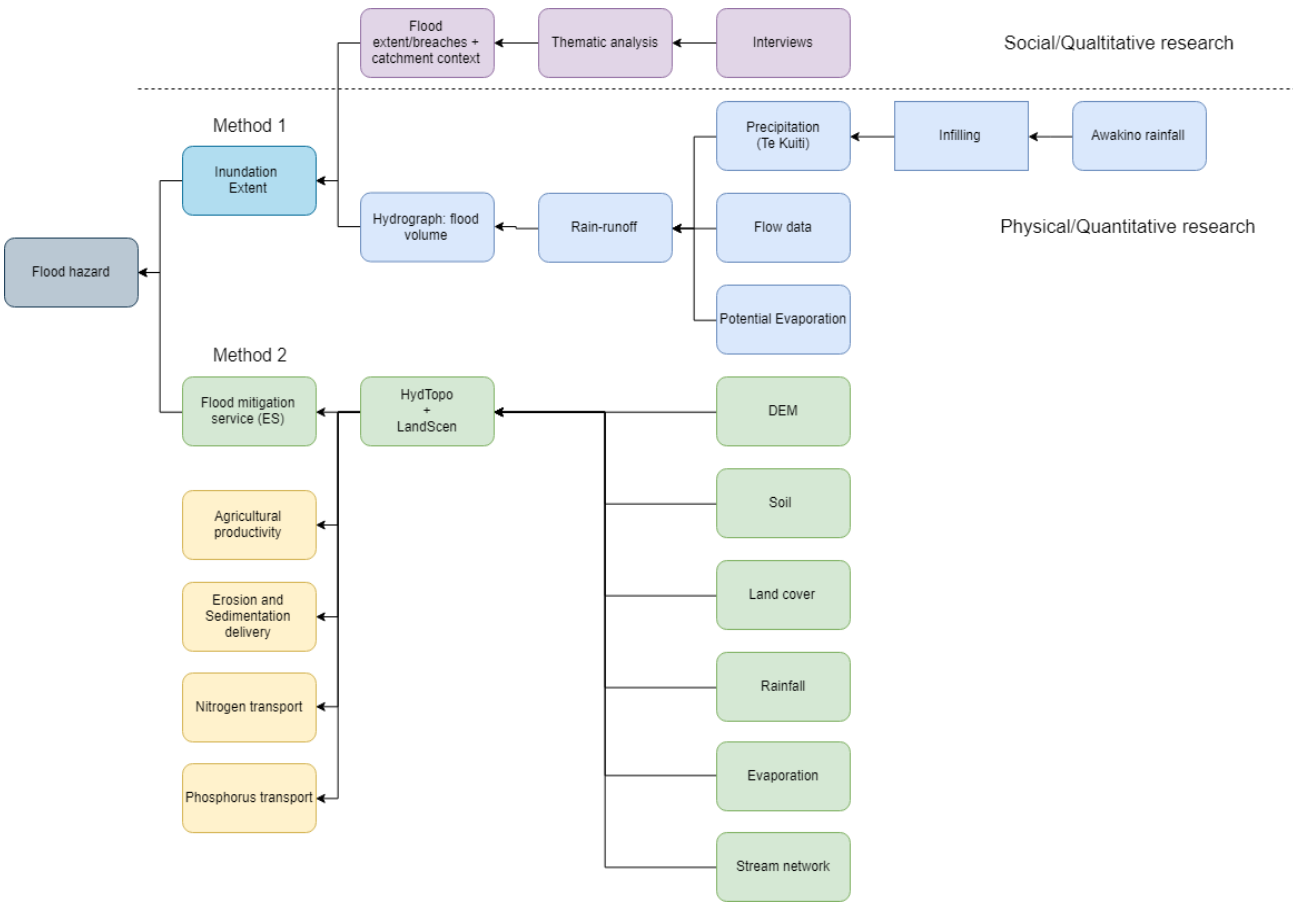 Flood
extent/breaches +
catchment context
Thematic analysis
Interviews
Social/Qualtitative research
Method 1
Inundation
Extent
Precipitation
(Te Kuiti)
Infilling
Awakino rainfall
Hydrograph: flood
volume
Rain-runoff
Flow data
Physical/Quantitative research
Flood hazard
Potential Evaporation
Method 2
Flood mitigation
service (ES)
HydTopo
+
LandScen
DEM
Soil
Agricultural
productivity
Land cover
Erosion and
Sedimentation
delivery
Rainfall
Nitrogen transport
Evaporation
Phosphorus transport
Stream network